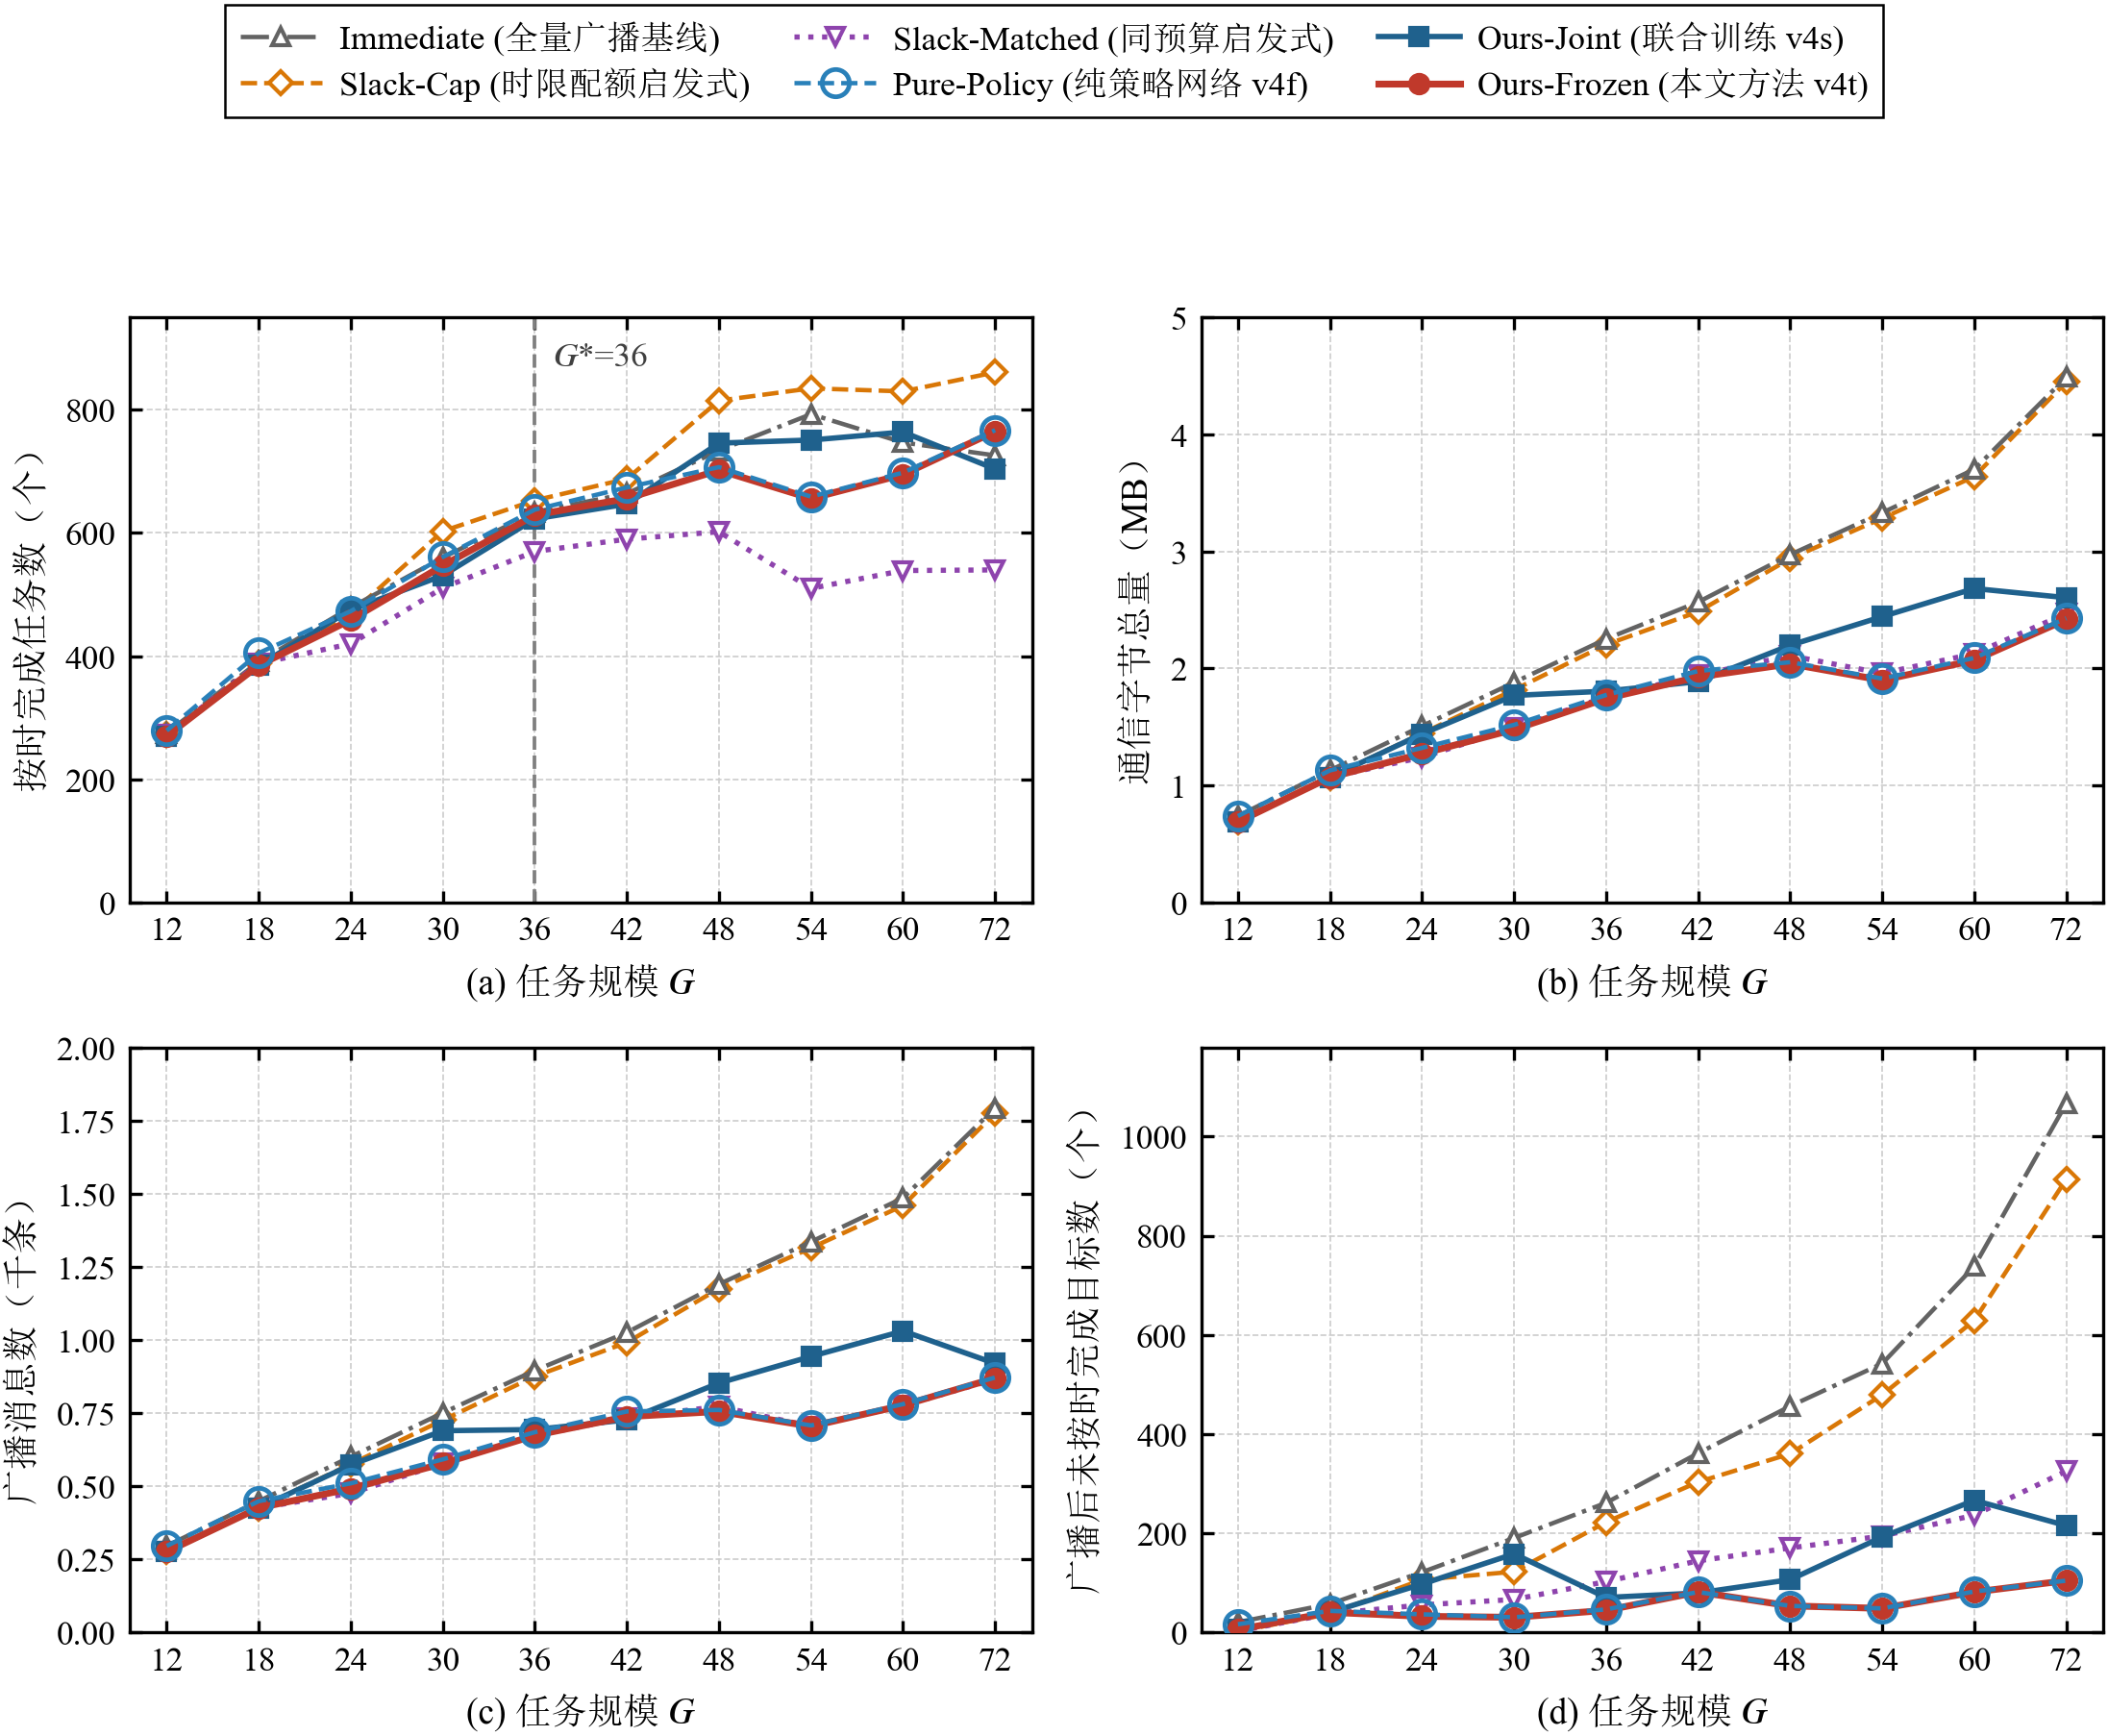 Immediate (全量广播基线)
Slack-Cap (时限配额启发式)
Slack-Matched (同预算启发式)
Pure-Policy (纯策略网络 v4f)
Ours-Joint (联合训练 v4s)
Ours-Frozen (本文方法 v4t)
按时完成任务数（个）
800
600
400
200
0
G*=36
12 18 24 30 36 42 48 54 60 72
(a) 任务规模 G
通信字节总量（MB）
5
4
3
2
1
0
12 18 24 30 36 42 48 54 60 72
(b) 任务规模 G
广播消息数（千条）
2.00
1.75
1.50
1.25
1.00
0.75
0.50
0.25
0.00
12 18 24 30 36 42 48 54 60 72
(c) 任务规模 G
广播后未按时完成目标数（个）
1000
800
600
400
200
0
12 18 24 30 36 42 48 54 60 72
(d) 任务规模 G